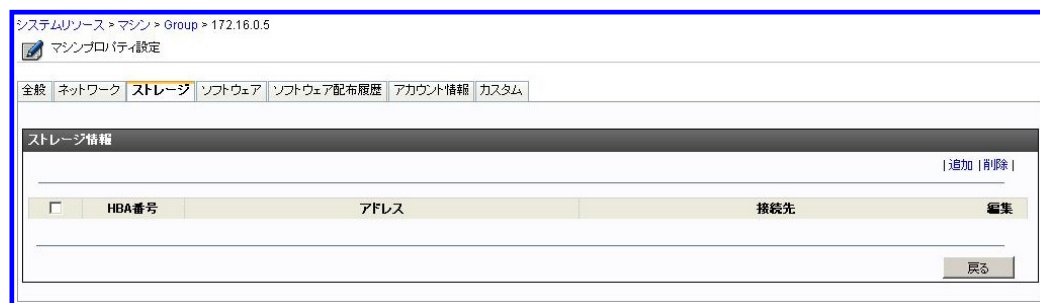 システムリソース > マシン > Group > 172.16.0.5
マシンプロパティ設定
全般 ネットワーク ストレージ ソフトウェア ソフトウェア配布履歴 アカウント情報 カスタム
ストレージ情報
| 追加 | 削除 |
HBA番号 アドレス 接続先 編集
戻る